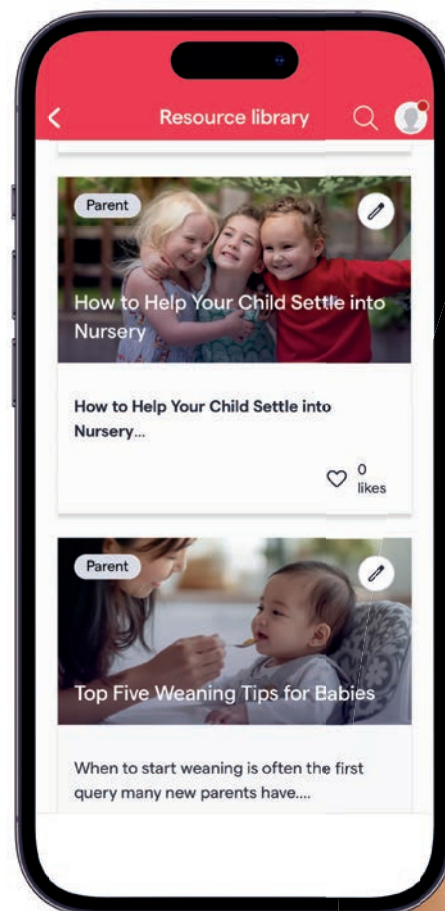 Resource library
Parent
How to Help Your Child Settle into
Nursery
How to Help Your Child Settle into
Nursery...
0
likes
Parent
Top Five Weaning Tips for Babies
When to start weaning is often the first
query many new parents have....